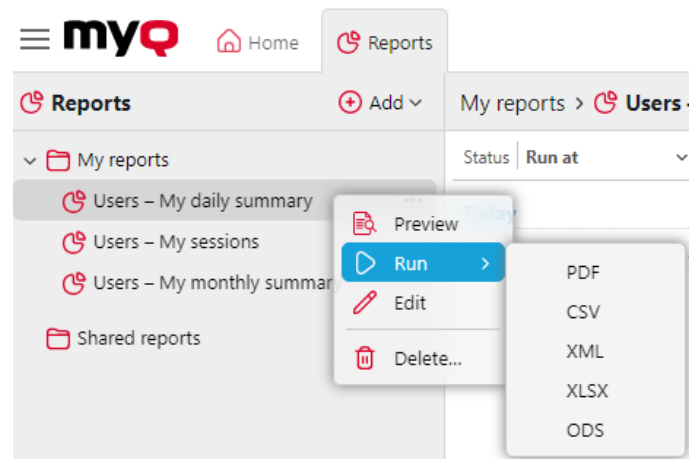 myQ Home Reports
Reports Add My reports > Users -
My reports Status Run at
Users – My daily summary Today
Preview
Users – My sessions Run
PDF
Users – My monthly summary Edit
CSV
Shared reports Delete...
XML
XLSX
ODS